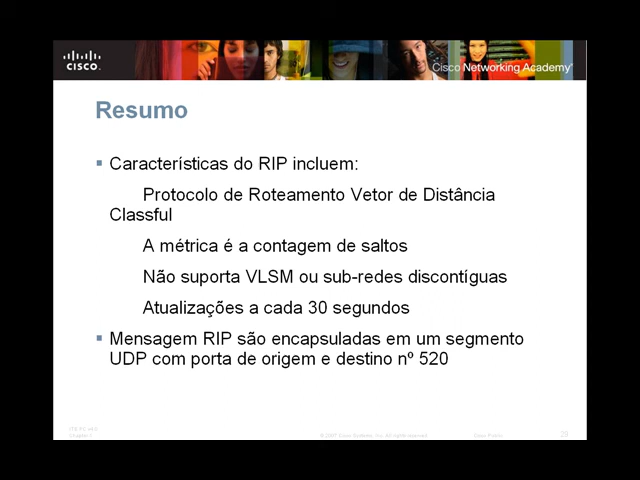 CISCO
Cisco Networking Academy
Resumo
Características do RIP incluem:
Protocolo de Roteamento Vetor de Distância
Classful
A métrica é a contagem de saltos
Não suporta VLSM ou sub-redes discontíguas
Atualizações a cada 30 segundos
Mensagem RIP são encapsuladas em um segmento
UDP com porta de origem e destino nº 520
29